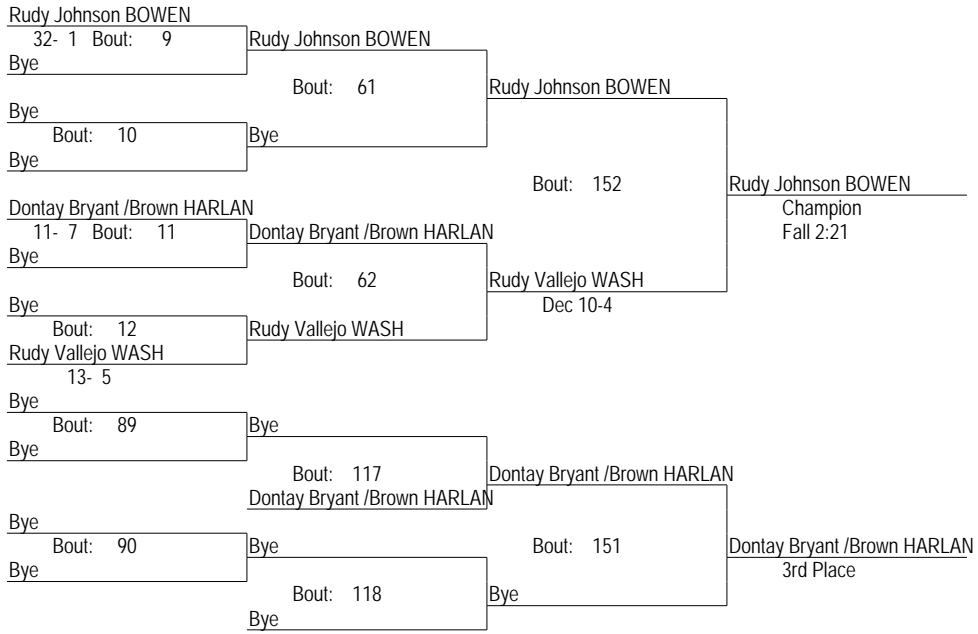 Rudy Johnson BOWEN
32- 1 Bout: 9
Rudy Johnson BOWEN
Bye
Bout: 61
Rudy Johnson BOWEN
Bye
Bout: 10
Bye
Bye
Bout: 152
Rudy Johnson BOWEN
Champion
Fall 2:21
Dontay Bryant /Brown HARLAN
11- 7 Bout: 11
Dontay Bryant /Brown HARLAN
Bye
Bout: 62
Rudy Vallejo WASH
Dec 10-4
Bye
Bout: 12
Rudy Vallejo WASH
Rudy Vallejo WASH
13- 5
Bye
Bout: 89
Bye
Bye
Bout: 117
Dontay Bryant /Brown HARLAN
Dontay Bryant /Brown HARLAN
Bye
Bout: 90
Bye
Bout: 151
Dontay Bryant /Brown HARLAN
3rd Place
Bye
Bout: 118
Bye
Bye